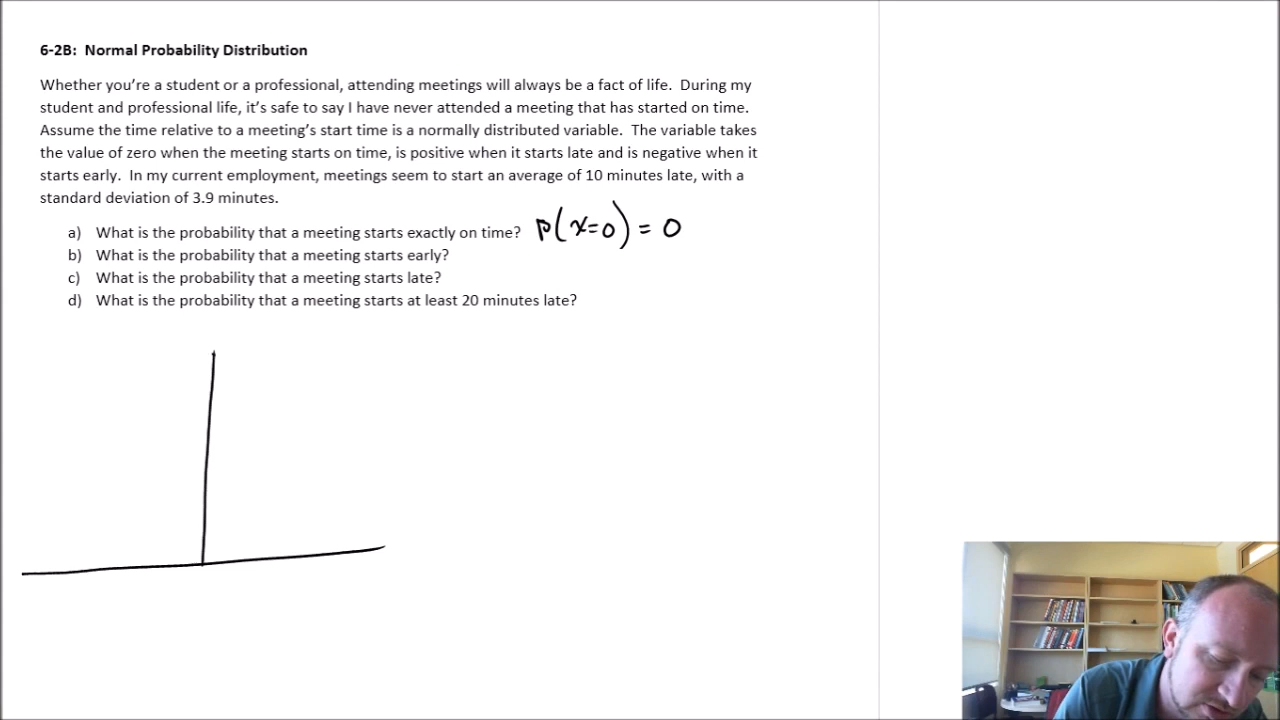 6-2B: Normal Probability Distribution
Whether you're a student or a professional, attending meetings will always be a fact of life. During my
student and professional life, it's safe to say I have never attended a meeting that has started on time.
Assume the time relative to a meeting's start time is a normally distributed variable. The variable takes
the value of zero when the meeting starts on time, is positive when it starts late and is negative when it
starts early. In my current employment, meetings seem to start an average of 10 minutes late, with a
standard deviation of 3.9 minutes.
a) What is the probability that a meeting starts exactly on time? P(x=0) = 0
b) What is the probability that a meeting starts early?
c) What is the probability that a meeting starts late?
d) What is the probability that a meeting starts at least 20 minutes late?